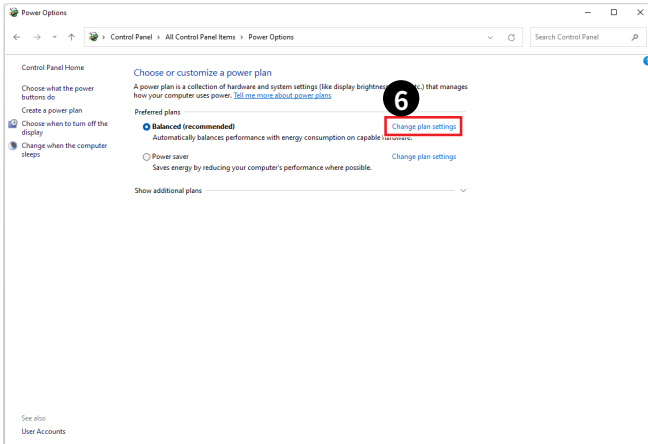 Power Options
Control Panel > All Control Panel Items > Power Options
Search Control Panel
Control Panel Home
Choose what the power
buttons do
Create a power plan
Choose when to turn off the
display
Change when the computer
sleeps
Choose or customize a power plan
A power plan is a collection of hardware and system settings (like display brightness, etc.) that manages
how your computer uses power. Tell me more about power plans
6
Preferred plans
Balanced (recommended)
Change plan settings
Automatically balances performance with energy consumption on capable hardware.
Power saver
Change plan settings
Saves energy by reducing your computer's performance where possible.
Show additional plans
See also
User Accounts